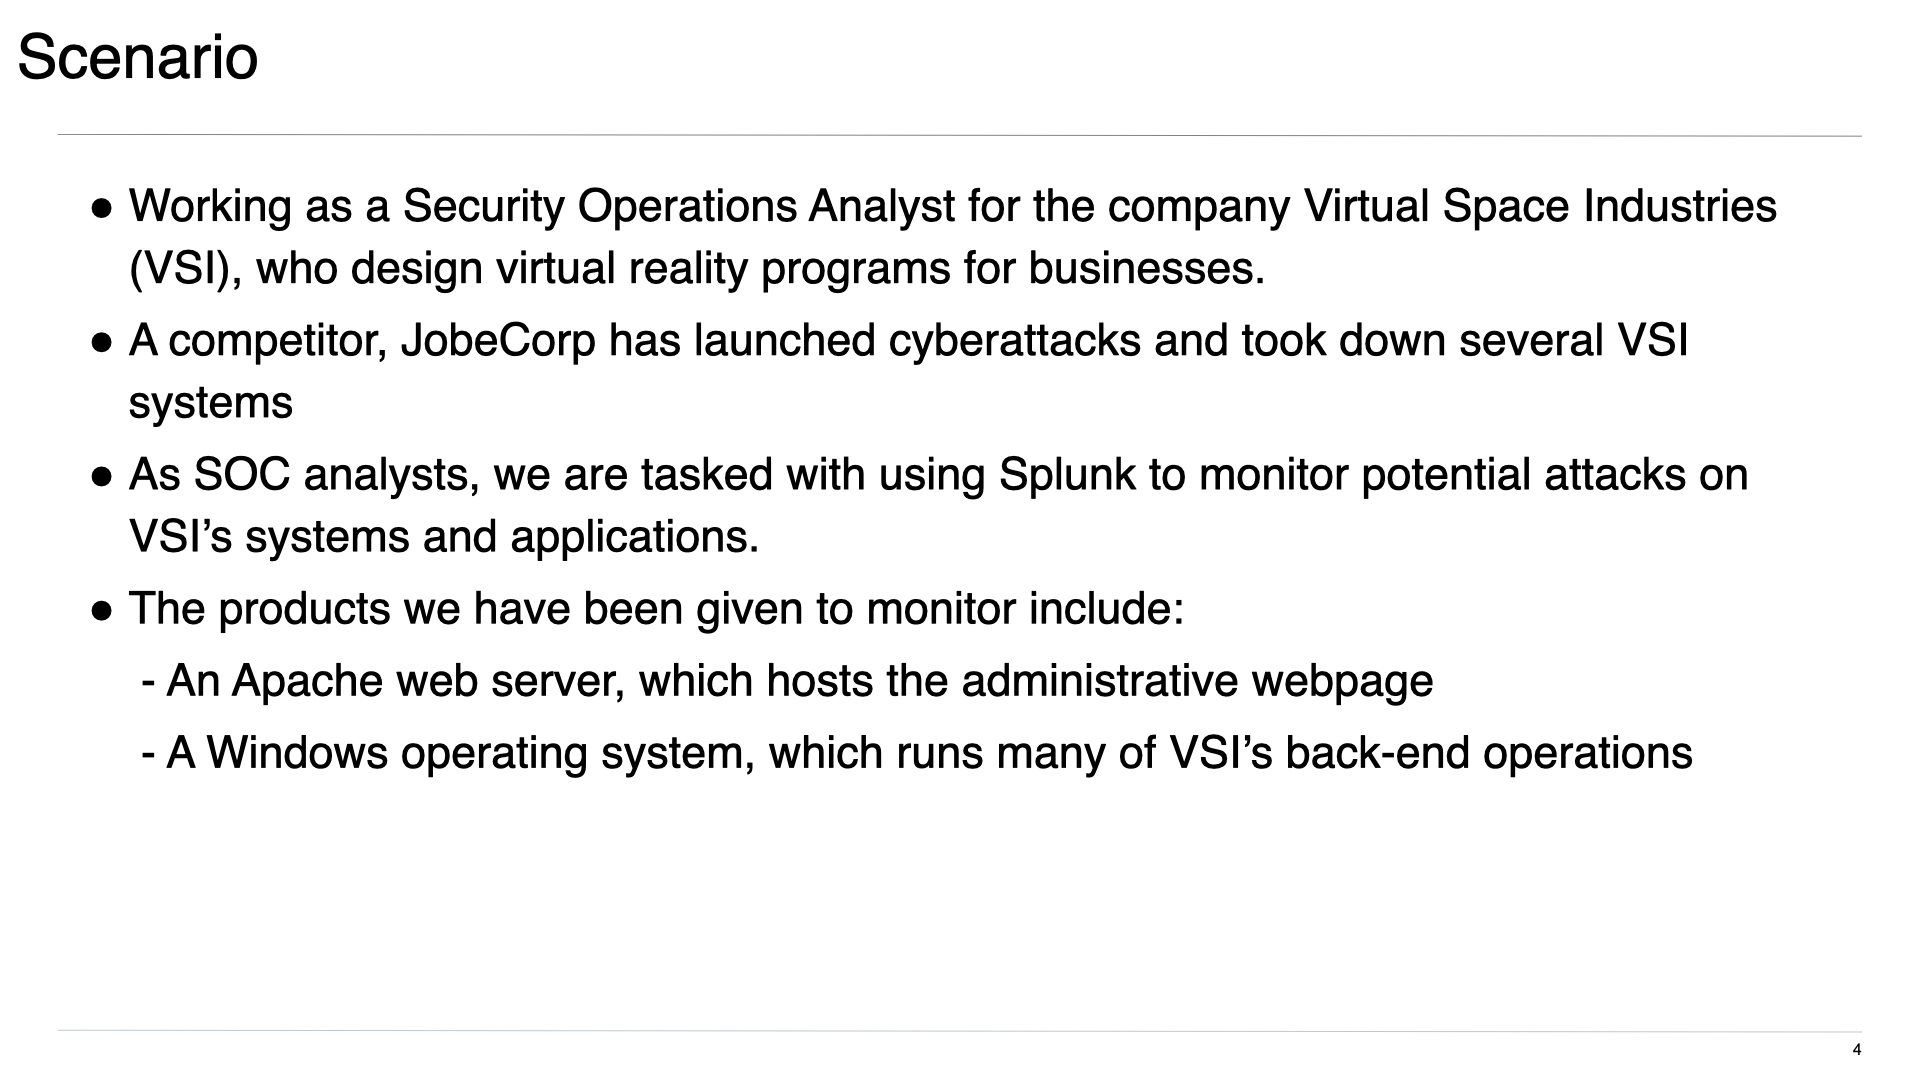 Scenario
● Working as a Security Operations Analyst for the company Virtual Space Industries
(VSI), who design virtual reality programs for businesses.
● A competitor, JobeCorp has launched cyberattacks and took down several VSI
systems
● As SOC analysts, we are tasked with using Splunk to monitor potential attacks on
VSI’s systems and applications.
● The products we have been given to monitor include:
- An Apache web server, which hosts the administrative webpage
- A Windows operating system, which runs many of VSI’s back-end operations
4